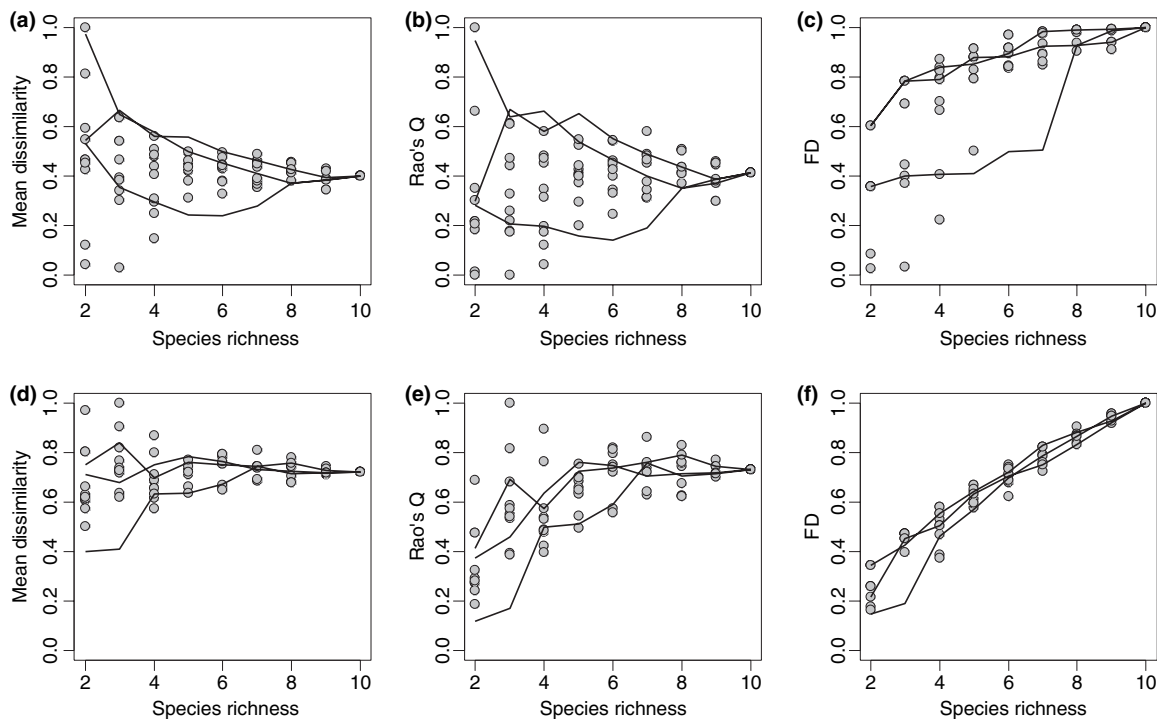 (a)
Mean dissimilarity
0.0 0.2 0.4 0.6 0.8 1.0
2 4 6 8 10
Species richness
(b)
Rao's Q
0.0 0.2 0.4 0.6 0.8 1.0
2 4 6 8 10
Species richness
(c)
FD
0.0 0.2 0.4 0.6 0.8 1.0
2 4 6 8 10
Species richness
(d)
Mean dissimilarity
0.0 0.2 0.4 0.6 0.8 1.0
2 4 6 8 10
Species richness
(e)
Rao's Q
0.0 0.2 0.4 0.6 0.8 1.0
2 4 6 8 10
Species richness
(f)
FD
0.0 0.2 0.4 0.6 0.8 1.0
2 4 6 8 10
Species richness